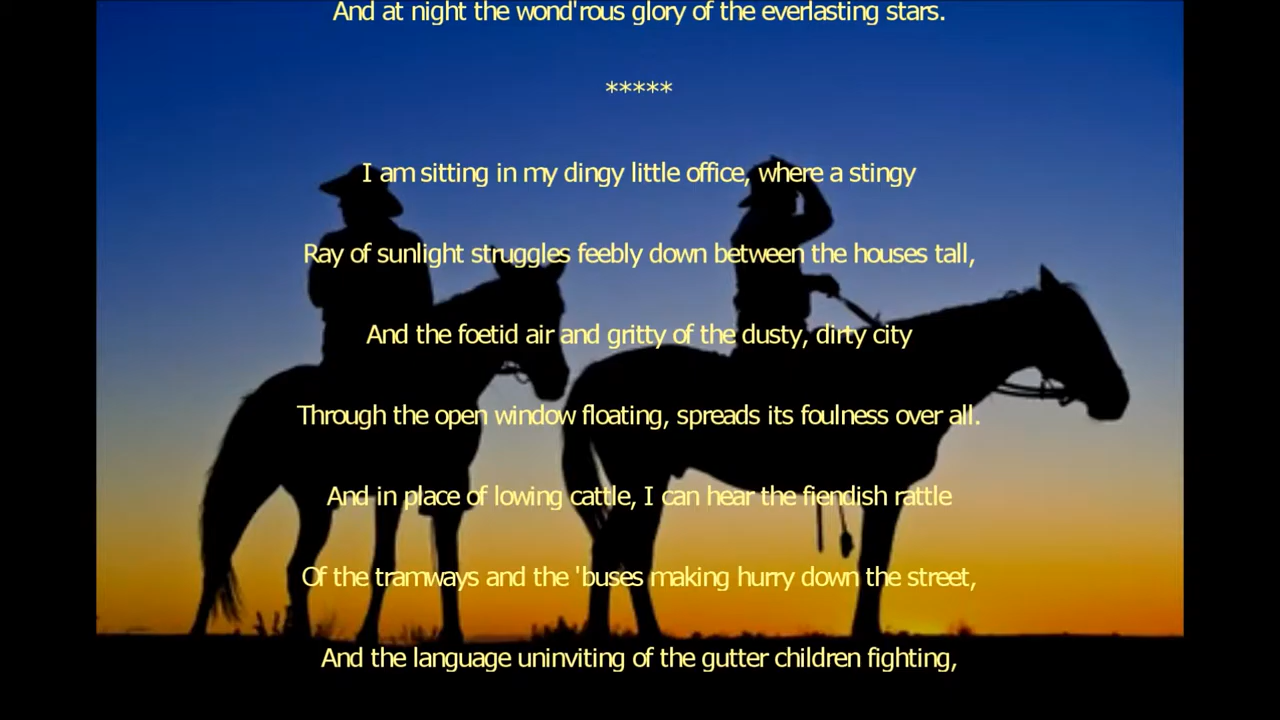 And at night the wond'rous glory of the everlasting stars.
*****
I am sitting in my dingy little office, where a stingy
Ray of sunlight struggles feebly down between the houses tall,
And the foetid air and gritty of the dusty, dirty city
Through the open window floating, spreads its foulness over all.
And in place of lowing cattle, I can hear the fiendish rattle
Of the tramways and the 'buses making hurry down the street,
And the language uninviting of the gutter children fighting,